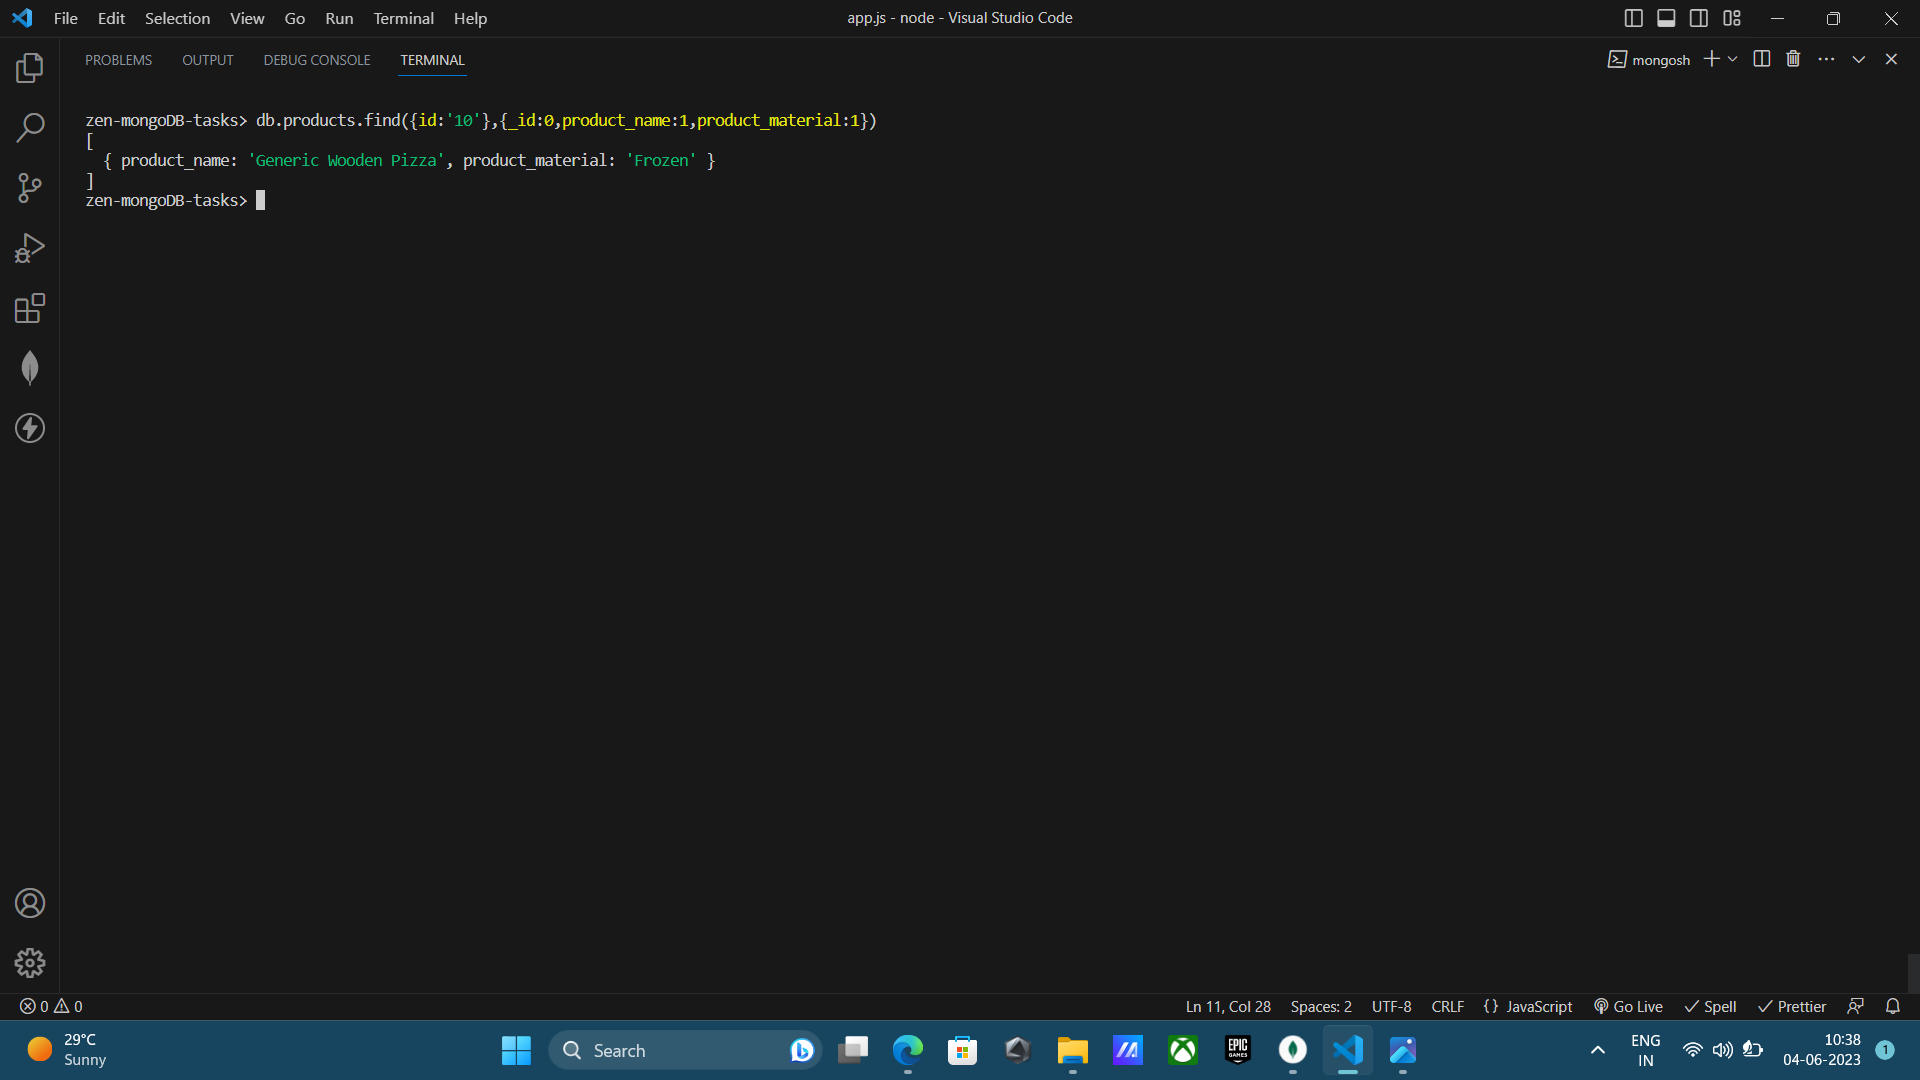 File Edit Selection View Go Run Terminal Help
app.js - node - Visual Studio Code
PROBLEMS OUTPUT DEBUG CONSOLE TERMINAL
mongosh
zen-mongoDB-tasks> db.products.find({id:'10'},{_id:0,product_name:1,product_material:1})
[
  { product_name: 'Generic Wooden Pizza', product_material: 'Frozen' }
]
zen-mongoDB-tasks>
0 0
Ln 11, Col 28 Spaces: 2 UTF-8 CRLF {} JavaScript Go Live Spell Prettier
29°C
Sunny
Search
EPIC
GAMES
ENG
IN
10:38
04-06-2023
1